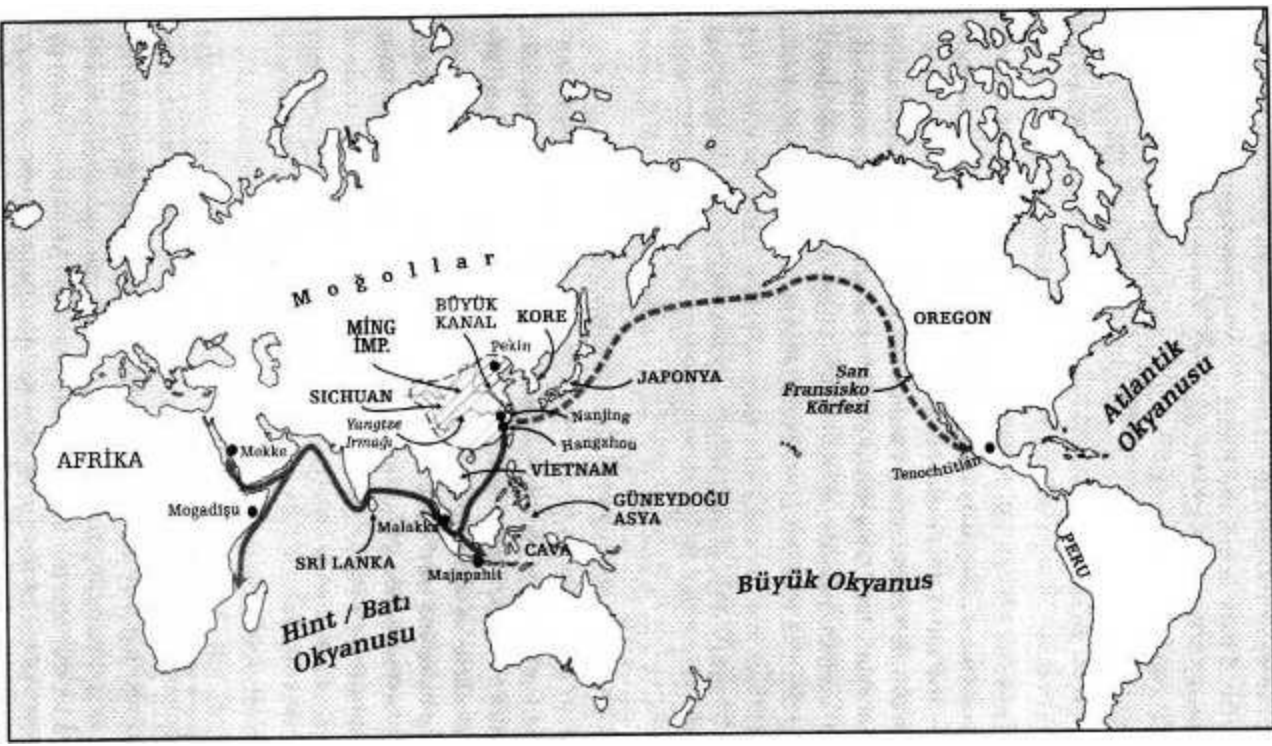 Moğollar
BÜYÜK
KANAL
KORE
MİNG
İMP.
Pekin
OREGON
SICHUAN
JAPONYA
San
Fransisko
Körfezi
Atlantik
Okyanusu
Yangtze
Irmağı
Nanjing
Hangzhou
AFRİKA
Mekke
VİETNAM
Tenochtitlan
Mogadişu
GÜNEYDOĞU
ASYA
Malakka
SRİ LANKA
CAVA
PERU
Majapahit
Büyük Okyanus
Hint / Batı
Okyanusu